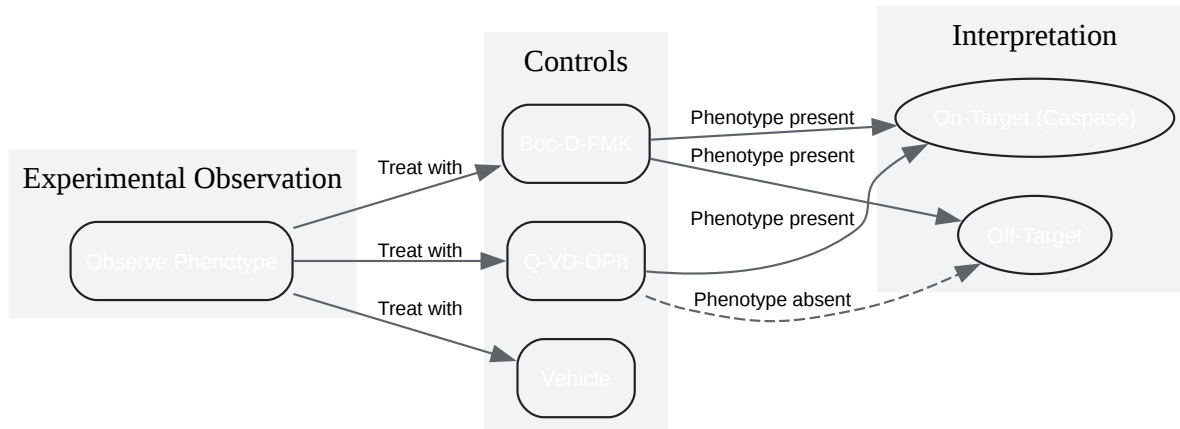 Experimental Observation
Observe Phenotype
Treat with
Treat with
Treat with
Controls
Boc-D-FMK
Q-VD-OPh
Vehicle
Phenotype present
Phenotype present
Phenotype present
Phenotype absent
Interpretation
On-Target (Caspase)
Off-Target